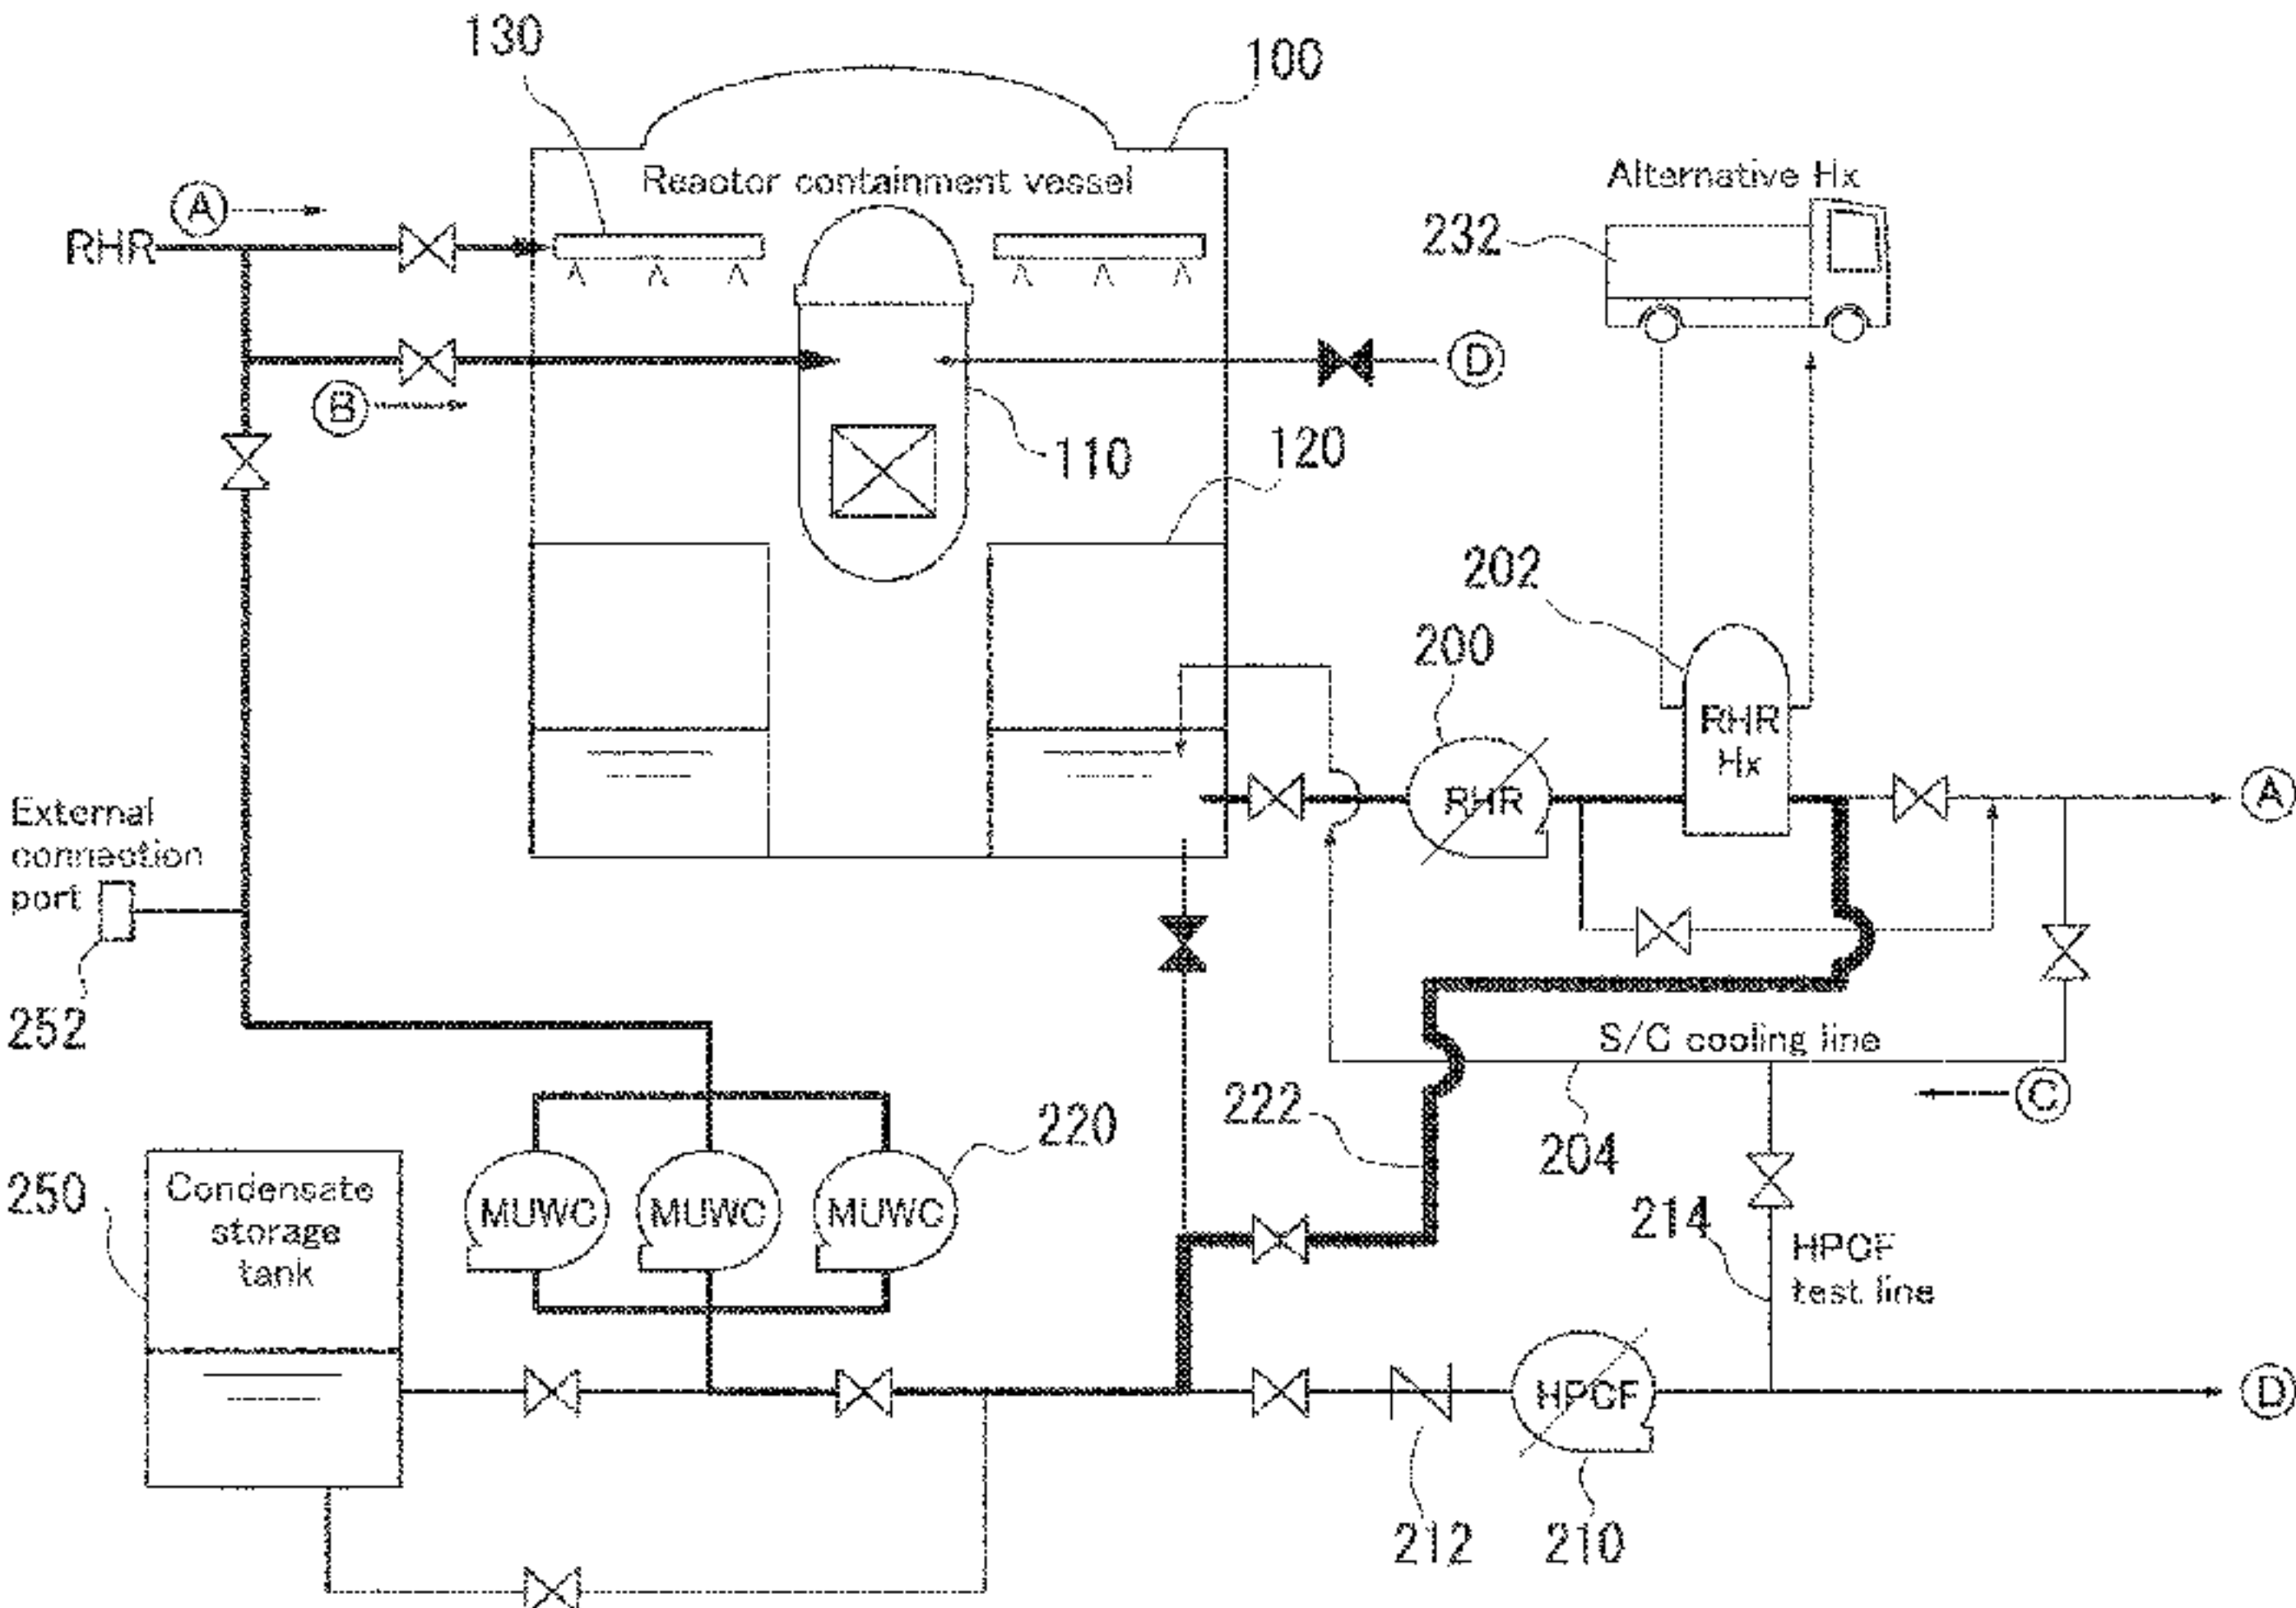 130
100
Reactor containment vessel
Alternative Hx
A
RHR
232
D
B
110
120
202
200
RHR
Hx
RHR
A
External
connection
port
252
S/C cooling line
C
222
220
204
250
Condensate
storage
tank
MUWC
MUWC
MUWC
214
HPCF
test line
HPCF
D
212
210